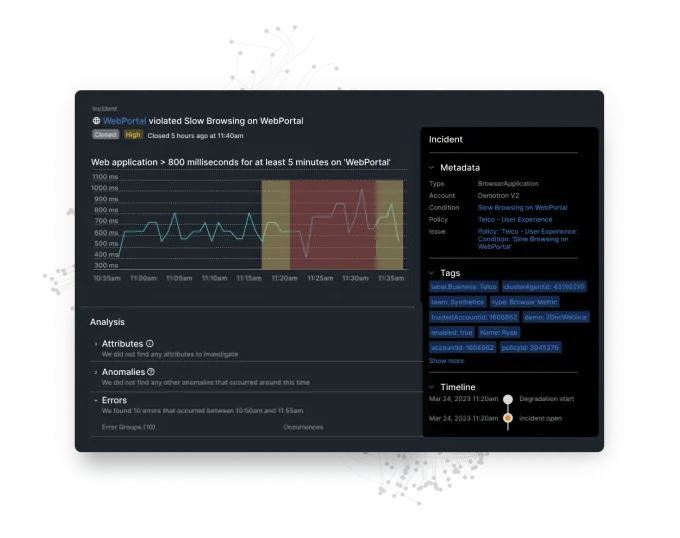 Incident
WebPortal violated Slow Browsing on WebPortal
Closed High Closed 5 hours ago at 11:40am
Web application > 800 milliseconds for at least 5 minutes on 'WebPortal'
1100 ms
1000 ms
900 ms
800 ms
700 ms
600 ms
500 ms
400 ms
300 ms
10:55am 11:00am 11:05am 11:10am 11:15am 11:20am 11:25am 11:30am 11:35am
Analysis
Attributes
We did not find any attributes to investigate
Anomalies
We did not find any other anomalies that occurred around this time
Errors
We found 10 errors that occurred between 10:50am and 11:55am
Error Groups (10) Occurrences
Incident
Metadata
Type BrowserApplication
Account Demotron V2
Condition Slow Browsing on WebPortal
Policy Telco - User Experience
Issue Policy: 'Telco - User Experience'.
Condition: 'Slow Browsing on
WebPortal'
Tags
label.Business: Telco clusterAgentId: 43192210
team: Synthetics type: Browser Metric
trustedAccountId: 1606862 demo: 7DecWebinar
enabled: true Name: Ryan
accountId: 1606862 policyId: 3945379
Show more
Timeline
Mar 24, 2023 11:20am Degradation start
Mar 24, 2023 11:20am incident open